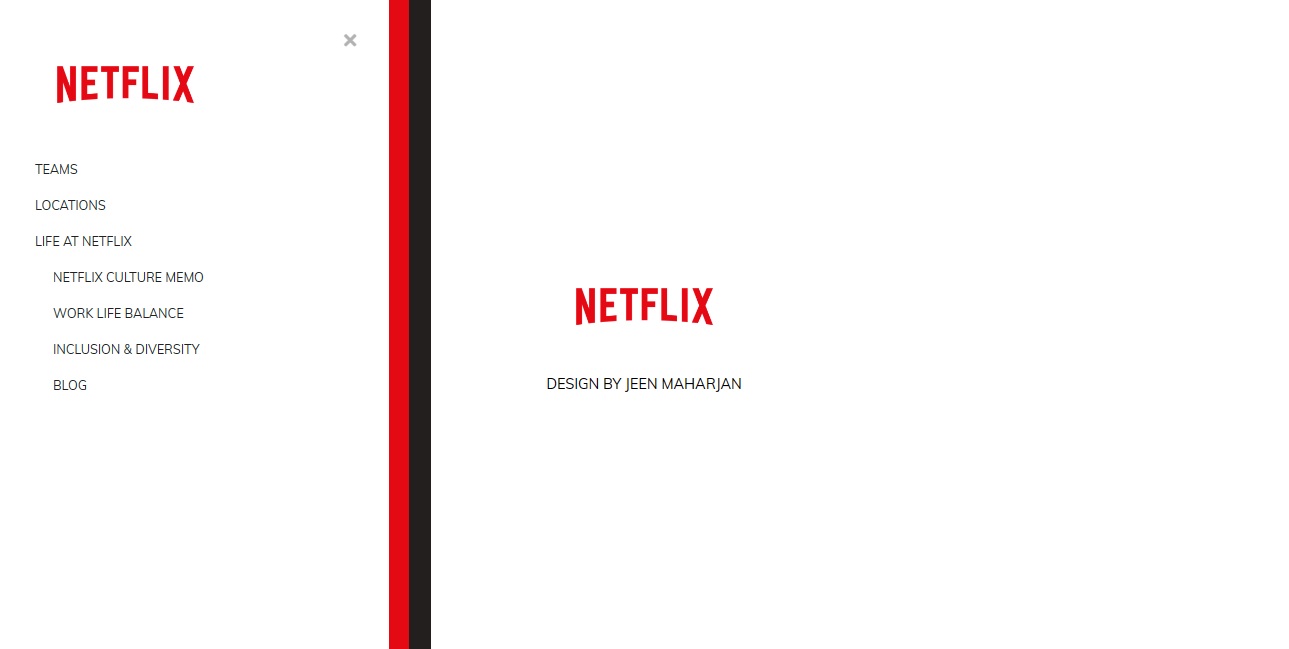 NETFLIX
TEAMS
LOCATIONS
LIFE AT NETFLIX
NETFLIX CULTURE MEMO
WORK LIFE BALANCE
INCLUSION & DIVERSITY
BLOG
NETFLIX
DESIGN BY JEEN MAHARJAN